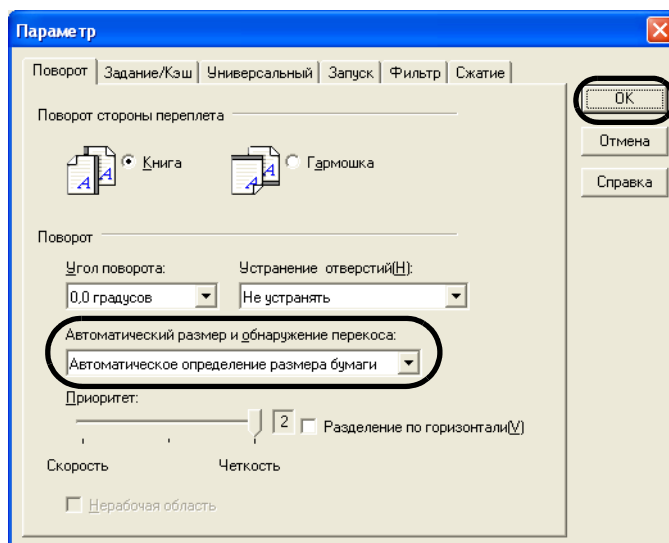 Параметр
Поворот Задание/Кэш Универсальный Запуск Фильтр Сжатие
OK
Отмена
Справка
Поворот стороны переплета
Книга Гармошка
Поворот
Угол поворота: Устранение отверстий(H):
0,0 градусов Не устранять
Автоматический размер и обнаружение перекоса:
Автоматическое определение размера бумаги
Приоритет:
2 Разделение по горизонтали(V)
Скорость Четкость
Нерабочая область